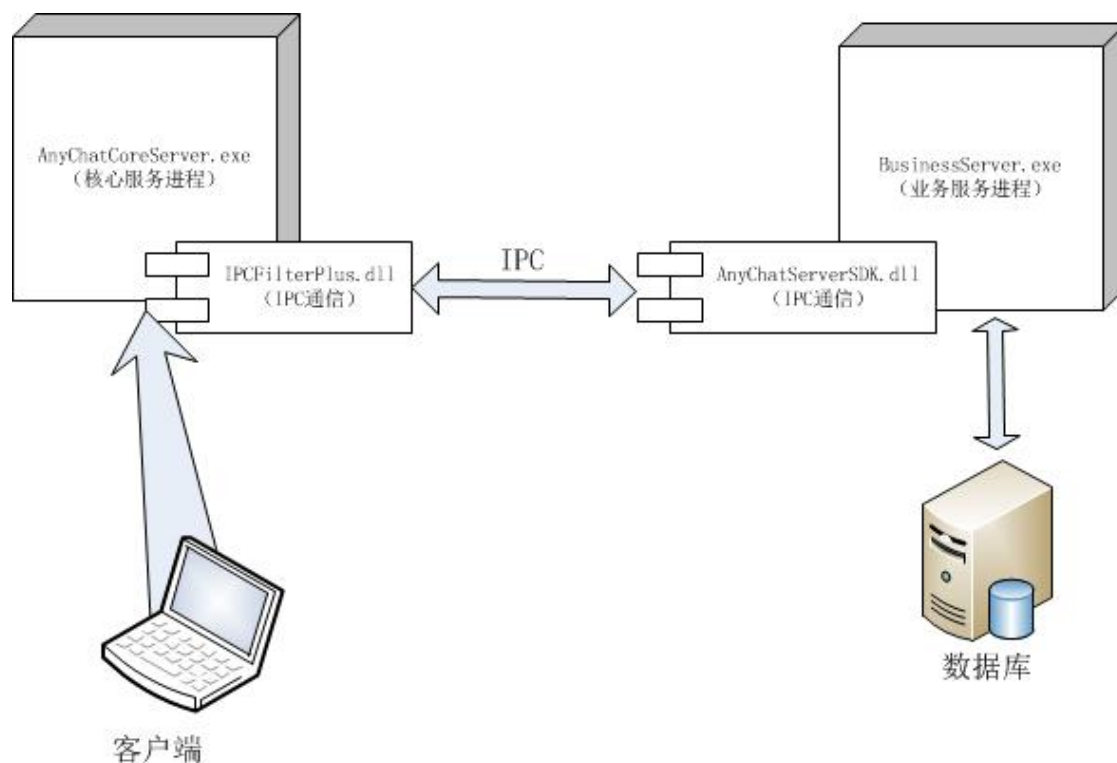 AnyChatCoreServer.exe
（核心服务进程）
BusinessServer.exe
（业务服务进程）
IPCFilterPlus.dll
（IPC通信）
IPC
AnyChatServerSDK.dll
（IPC通信）
数据库
客户端